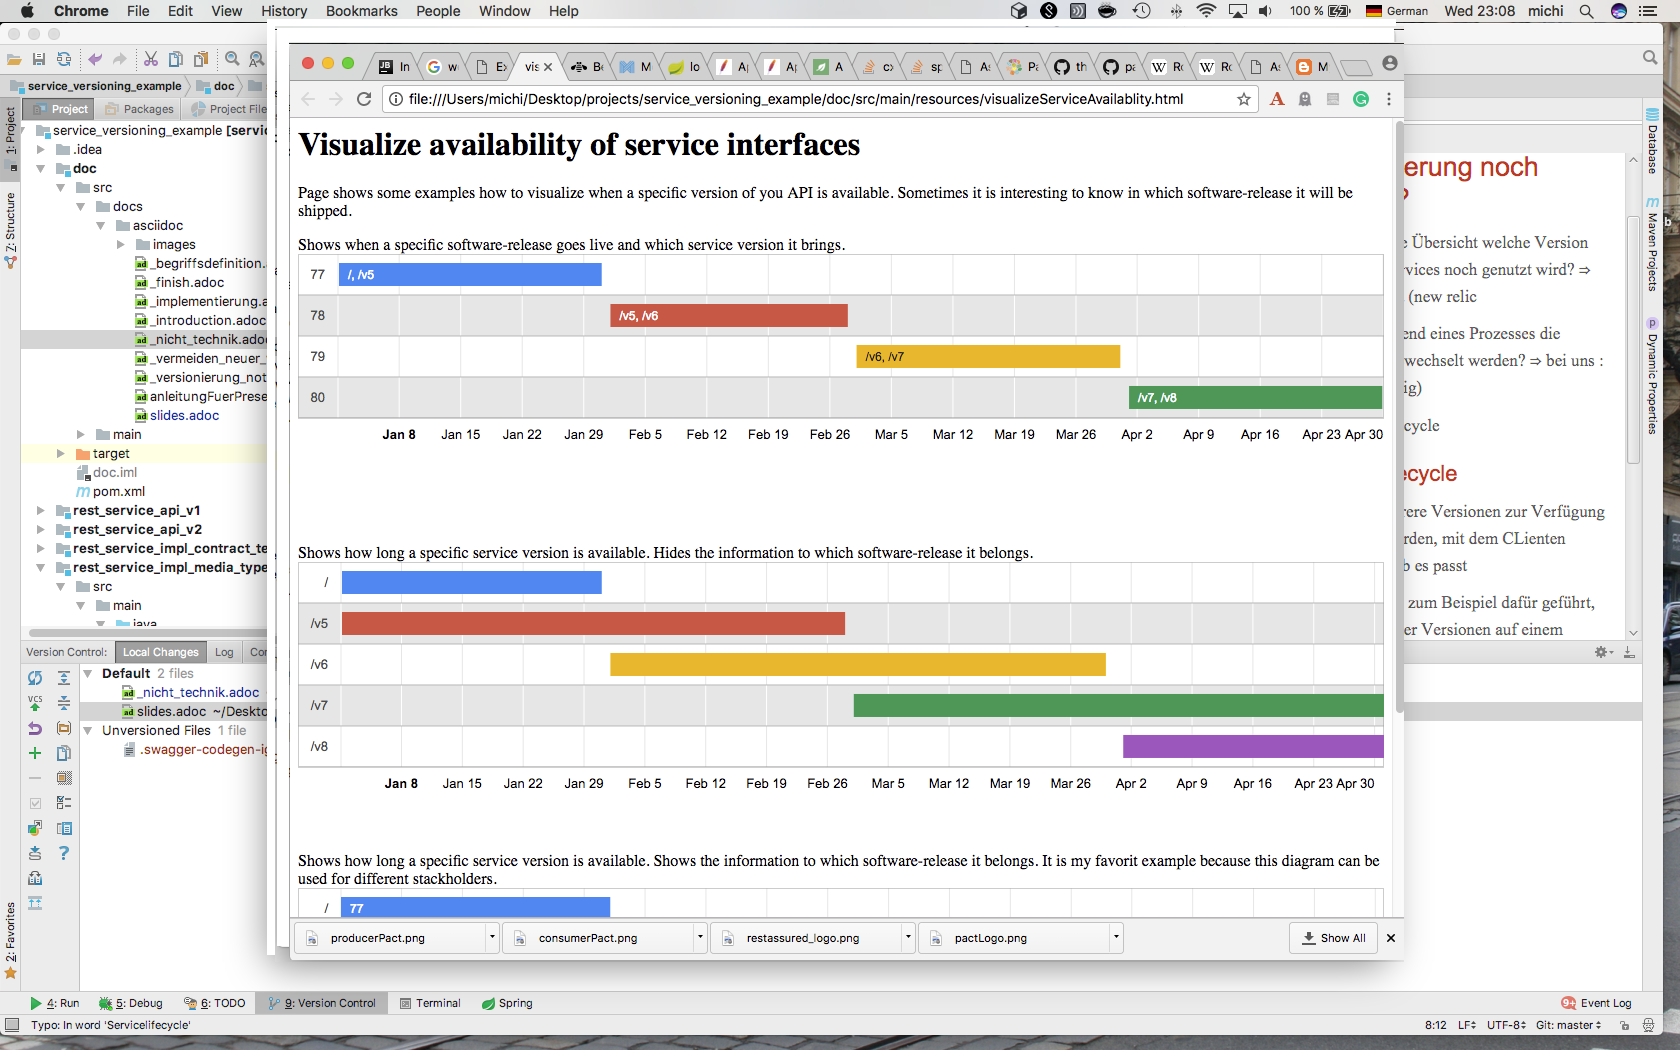 Chrome File Edit View History Bookmarks People Window Help 100 % German Wed 23:08 michi
service_versioning_example doc
Project Packages Project File
1: Project
Z: Structure
2: Favorites
service_versioning_example [servic
.idea
doc
src
docs
asciidoc
images
_begriffsdefinition.
_finish.adoc
_implementierung.a
_introduction.adoc
_nicht_technik.adoc
_vermeiden_neuer_
_versionierung_not
anleitungFuerPrese
slides.adoc
main
target
doc.iml
pom.xml
rest_service_api_v1
rest_service_api_v2
rest_service_impl_contract_te
rest_service_impl_media_type
src
main
java
Version Control: Local Changes Log Con
Default 2 files
_nicht_technik.adoc
slides.adoc ~/Deskto
Unversioned Files 1 file
.swagger-codegen-ig
VCS
In w E vis B M lo A A A cx sp A Pa th pa R R A M
file:///Users/michi/Desktop/projects/service_versioning_example/doc/src/main/resources/visualizeServiceAvailablity.html
Visualize availability of service interfaces
Page shows some examples how to visualize when a specific version of you API is available. Sometimes it is interesting to know in which software-release it will be
shipped.
Shows when a specific software-release goes live and which service version it brings.
77 /, /v5
78 /v5, /v6
79 /v6, /v7
80 /v7, /v8
Jan 8 Jan 15 Jan 22 Jan 29 Feb 5 Feb 12 Feb 19 Feb 26 Mar 5 Mar 12 Mar 19 Mar 26 Apr 2 Apr 9 Apr 16 Apr 23 Apr 30
Shows how long a specific service version is available. Hides the information to which software-release it belongs.
/
/v5
/v6
/v7
/v8
Jan 8 Jan 15 Jan 22 Jan 29 Feb 5 Feb 12 Feb 19 Feb 26 Mar 5 Mar 12 Mar 19 Mar 26 Apr 2 Apr 9 Apr 16 Apr 23 Apr 30
Shows how long a specific service version is available. Shows the information to which software-release it belongs. It is my favorit example because this diagram can be
used for different stackholders.
/ 77
producerPact.png consumerPact.png restassured_logo.png pactLogo.png Show All
erung noch
?
e Übersicht welche Version
rvices noch genutzt wird? ⇒
(new relic
end eines Prozesses die
wechselt werden? ⇒ bei uns :
ig)
cycle
ecycle
rere Versionen zur Verfügung
rden, mit dem CLienten
b es passt
zum Beispiel dafür geführt,
er Versionen auf einem
Database
Maven Projects
Dynamic Properties
4: Run 5: Debug 6: TODO 9: Version Control Terminal Spring 9+ Event Log
Typo: In word 'Servicelifecycle' 8:12 LF UTF-8 Git: master